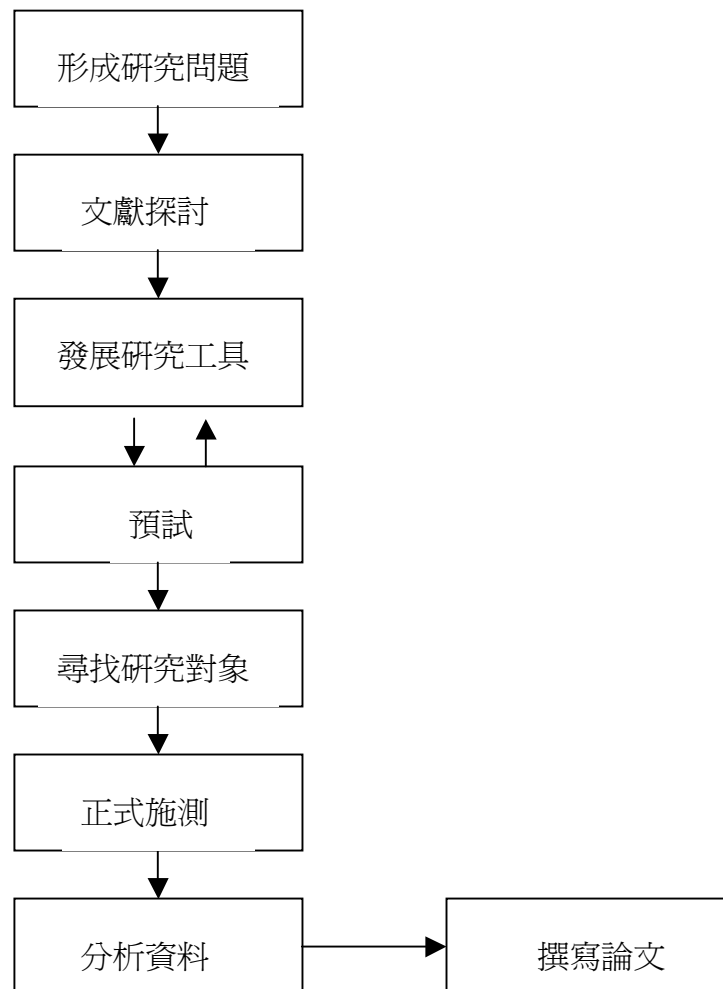 形成研究問題
文獻探討
發展研究工具
預試
尋找研究對象
正式施測
分析資料
撰寫論文